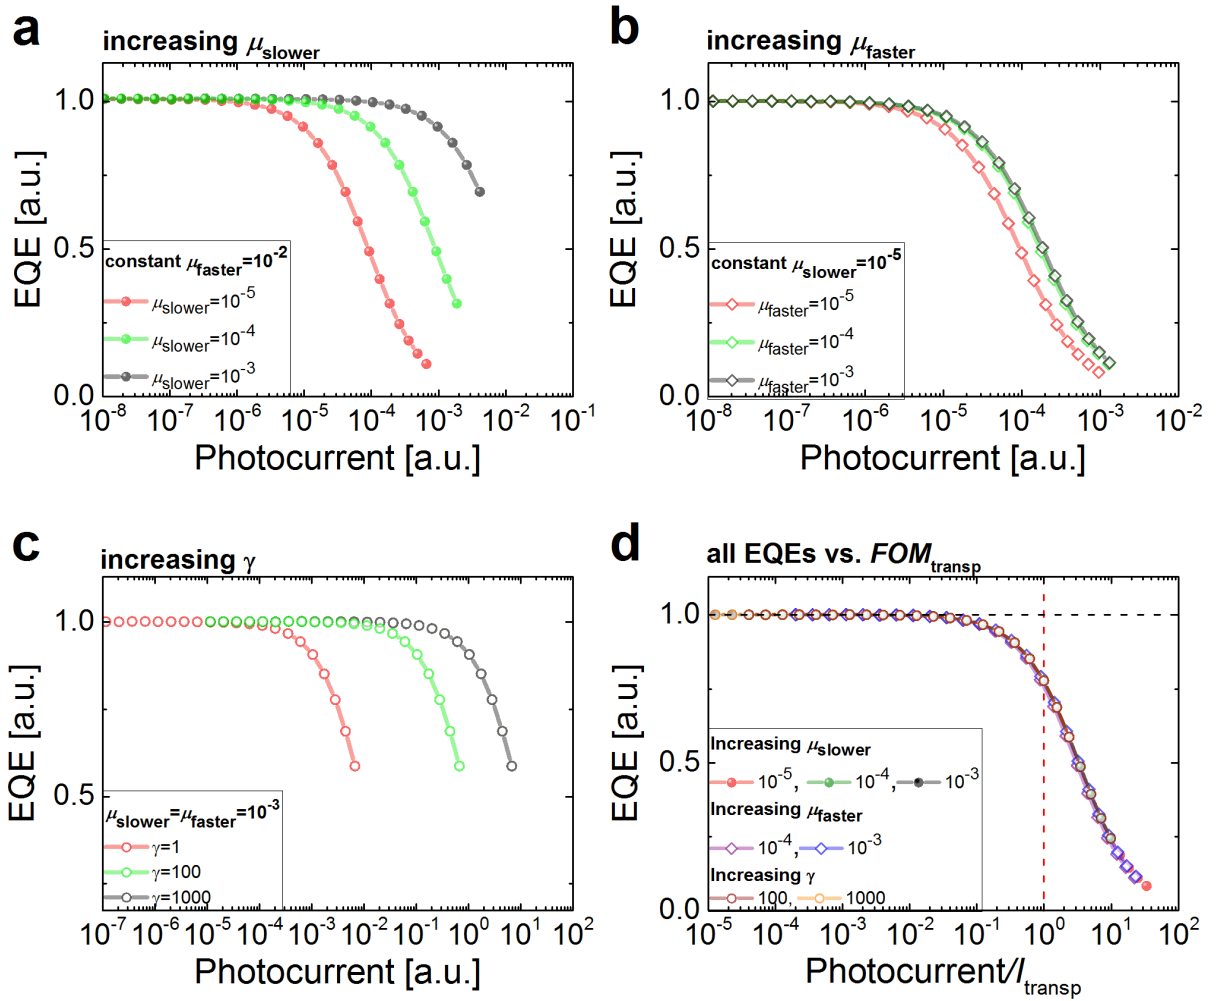 a
increasing μslower
EQE [a.u.]
1.0
0.5
0.0
constant μfaster=10-2
μslower=10-5
μslower=10-4
μslower=10-3
10-8 10-7 10-6 10-5 10-4 10-3 10-2 10-1
Photocurrent [a.u.]
b
increasing μfaster
EQE [a.u.]
1.0
0.5
0.0
constant μslower=10-5
μfaster=10-5
μfaster=10-4
μfaster=10-3
10-8 10-7 10-6 10-5 10-4 10-3 10-2
Photocurrent [a.u.]
c
increasing γ
EQE [a.u.]
1.0
0.5
μslower=μfaster=10-3
γ=1
γ=100
γ=1000
10-7 10-6 10-5 10-4 10-3 10-2 10-1 100 101 102
Photocurrent [a.u.]
d
all EQEs vs. FOMtransp
EQE [a.u.]
1.0
0.5
0.0
Increasing μslower
10-5, 10-4, 10-3
Increasing μfaster
10-4, 10-3
Increasing γ
100, 1000
10-5 10-4 10-3 10-2 10-1 100 101 102
Photocurrent/Itransp